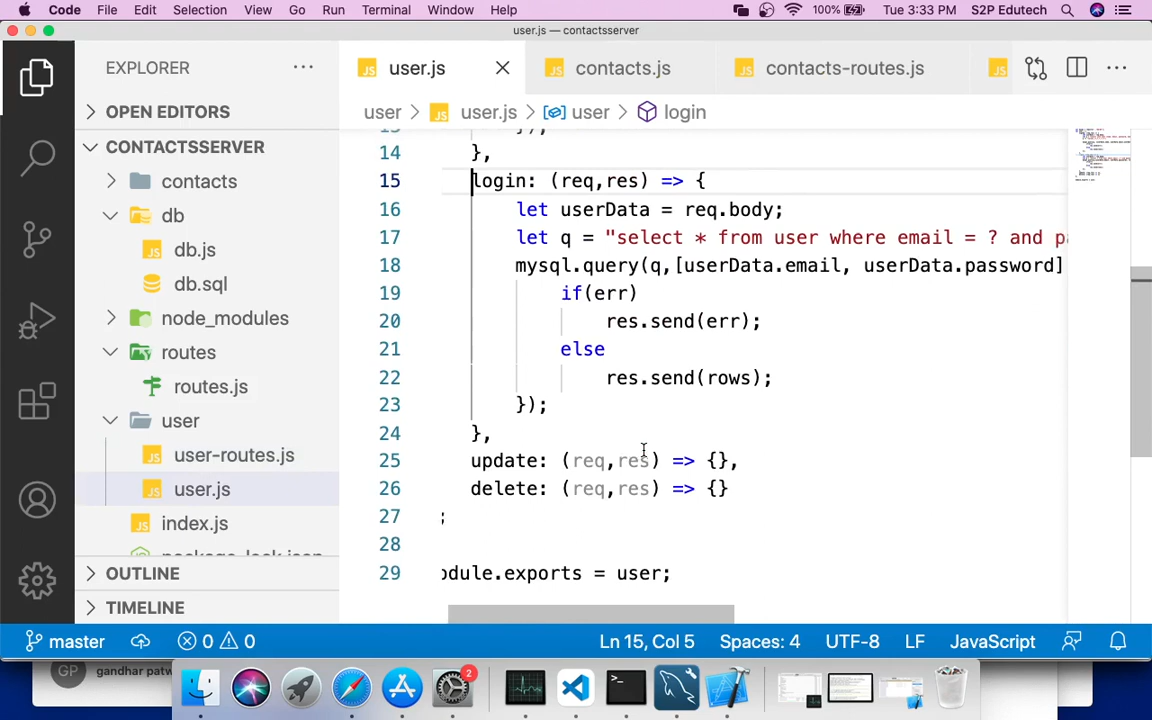 Code File Edit Selection View Go Run Terminal Window Help 100% Tue 3:33 PM S2P Edutech
user.js — contactsserver
EXPLORER
user.js contacts.js contacts-routes.js
OPEN EDITORS
user > user.js > user > login
CONTACTSSERVER
contacts
db
db.js
db.sql
node_modules
routes
routes.js
user
user-routes.js
user.js
index.js
OUTLINE
TIMELINE
14 },
15 login: (req,res) => {
16 let userData = req.body;
17 let q = "select * from user where email = ? and pa
18 mysql.query(q,[userData.email, userData.password]
19 if(err)
20 res.send(err);
21 else
22 res.send(rows);
23 });
24 },
25 update: (req,res) => {},
26 delete: (req,res) => {}
27 ;
28
29 odule.exports = user;
master 0 0 Ln 15, Col 5 Spaces: 4 UTF-8 LF JavaScript
GP gandhar patw
2